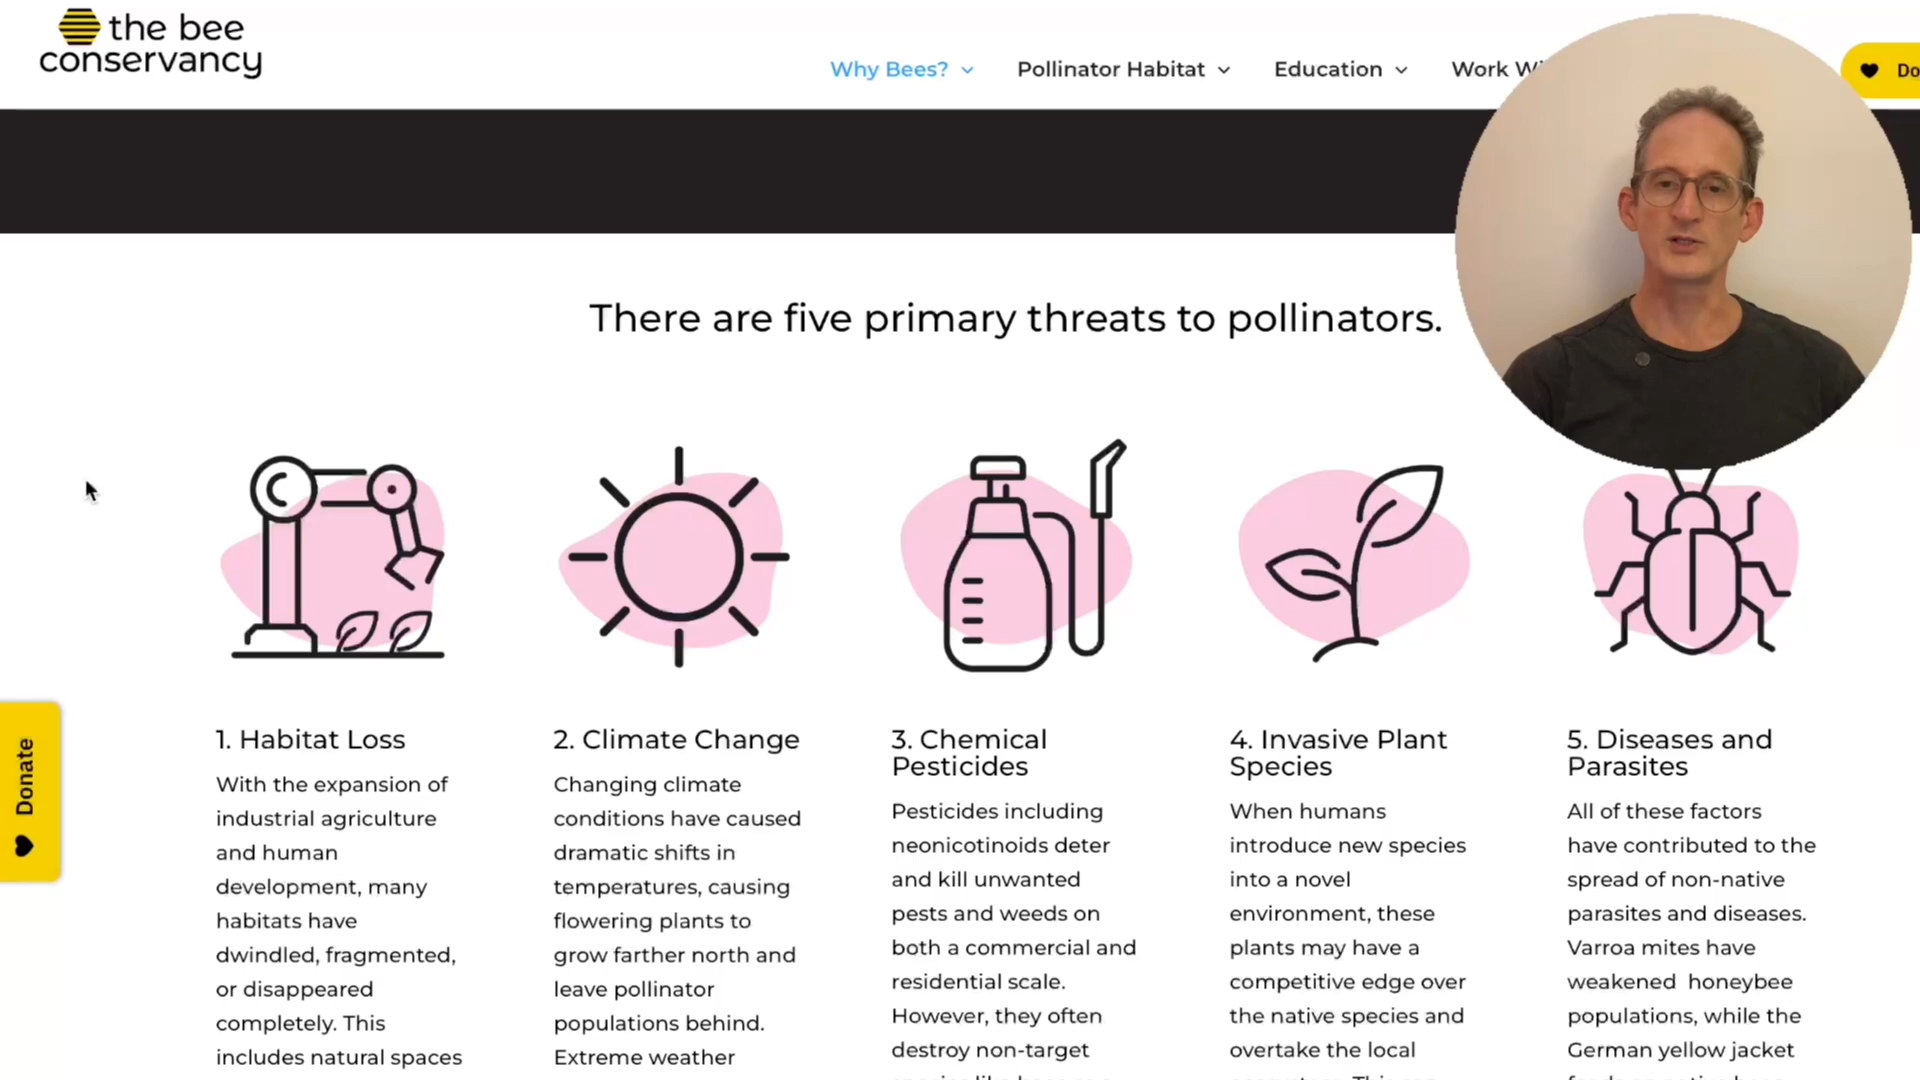 the bee
conservancy
Why Bees?
Pollinator Habitat
Education
Work
Do
There are five primary threats to pollinators.
Donate
1. Habitat Loss
With the expansion of
industrial agriculture
and human
development, many
habitats have
dwindled, fragmented,
or disappeared
completely. This
includes natural spaces
2. Climate Change
Changing climate
conditions have caused
dramatic shifts in
temperatures, causing
flowering plants to
grow farther north and
leave pollinator
populations behind.
Extreme weather
3. Chemical
Pesticides
Pesticides including
neonicotinoids deter
and kill unwanted
pests and weeds on
both a commercial and
residential scale.
However, they often
destroy non-target
4. Invasive Plant
Species
When humans
introduce new species
into a novel
environment, these
plants may have a
competitive edge over
the native species and
overtake the local
5. Diseases and
Parasites
All of these factors
have contributed to the
spread of non-native
parasites and diseases.
Varroa mites have
weakened honeybee
populations, while the
German yellow jacket